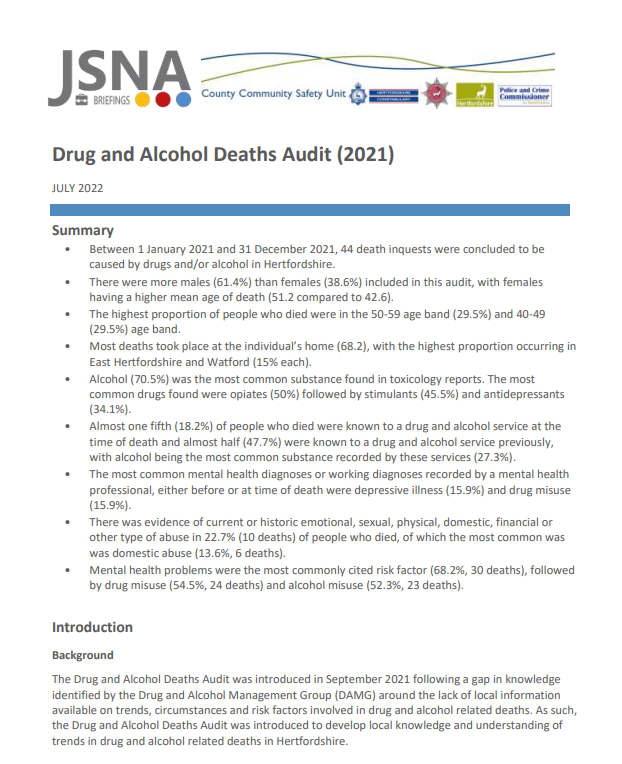 JSNA
BRIEFINGS
County Community Safety Unit
HERTFORDSHIRE
CONSTABULARY
Hertfordshire
Police and Crime
Commissioner
Drug and Alcohol Deaths Audit (2021)
JULY 2022
Summary
• Between 1 January 2021 and 31 December 2021, 44 death inquests were concluded to be
caused by drugs and/or alcohol in Hertfordshire.
• There were more males (61.4%) than females (38.6%) included in this audit, with females
having a higher mean age of death (51.2 compared to 42.6).
• The highest proportion of people who died were in the 50-59 age band (29.5%) and 40-49
(29.5%) age band.
• Most deaths took place at the individual's home (68.2), with the highest proportion occurring in
East Hertfordshire and Watford (15% each).
• Alcohol (70.5%) was the most common substance found in toxicology reports. The most
common drugs found were opiates (50%) followed by stimulants (45.5%) and antidepressants
(34.1%).
• Almost one fifth (18.2%) of people who died were known to a drug and alcohol service at the
time of death and almost half (47.7%) were known to a drug and alcohol service previously,
with alcohol being the most common substance recorded by these services (27.3%).
• The most common mental health diagnoses or working diagnoses recorded by a mental health
professional, either before or at time of death were depressive illness (15.9%) and drug misuse
(15.9%).
• There was evidence of current or historic emotional, sexual, physical, domestic, financial or
other type of abuse in 22.7% (10 deaths) of people who died, of which the most common was
was domestic abuse (13.6%, 6 deaths).
• Mental health problems were the most commonly cited risk factor (68.2%, 30 deaths), followed
by drug misuse (54.5%, 24 deaths) and alcohol misuse (52.3%, 23 deaths).
Introduction
Background
The Drug and Alcohol Deaths Audit was introduced in September 2021 following a gap in knowledge
identified by the Drug and Alcohol Management Group (DAMG) around the lack of local information
available on trends, circumstances and risk factors involved in drug and alcohol related deaths. As such,
the Drug and Alcohol Deaths Audit was introduced to develop local knowledge and understanding of
trends in drug and alcohol related deaths in Hertfordshire.